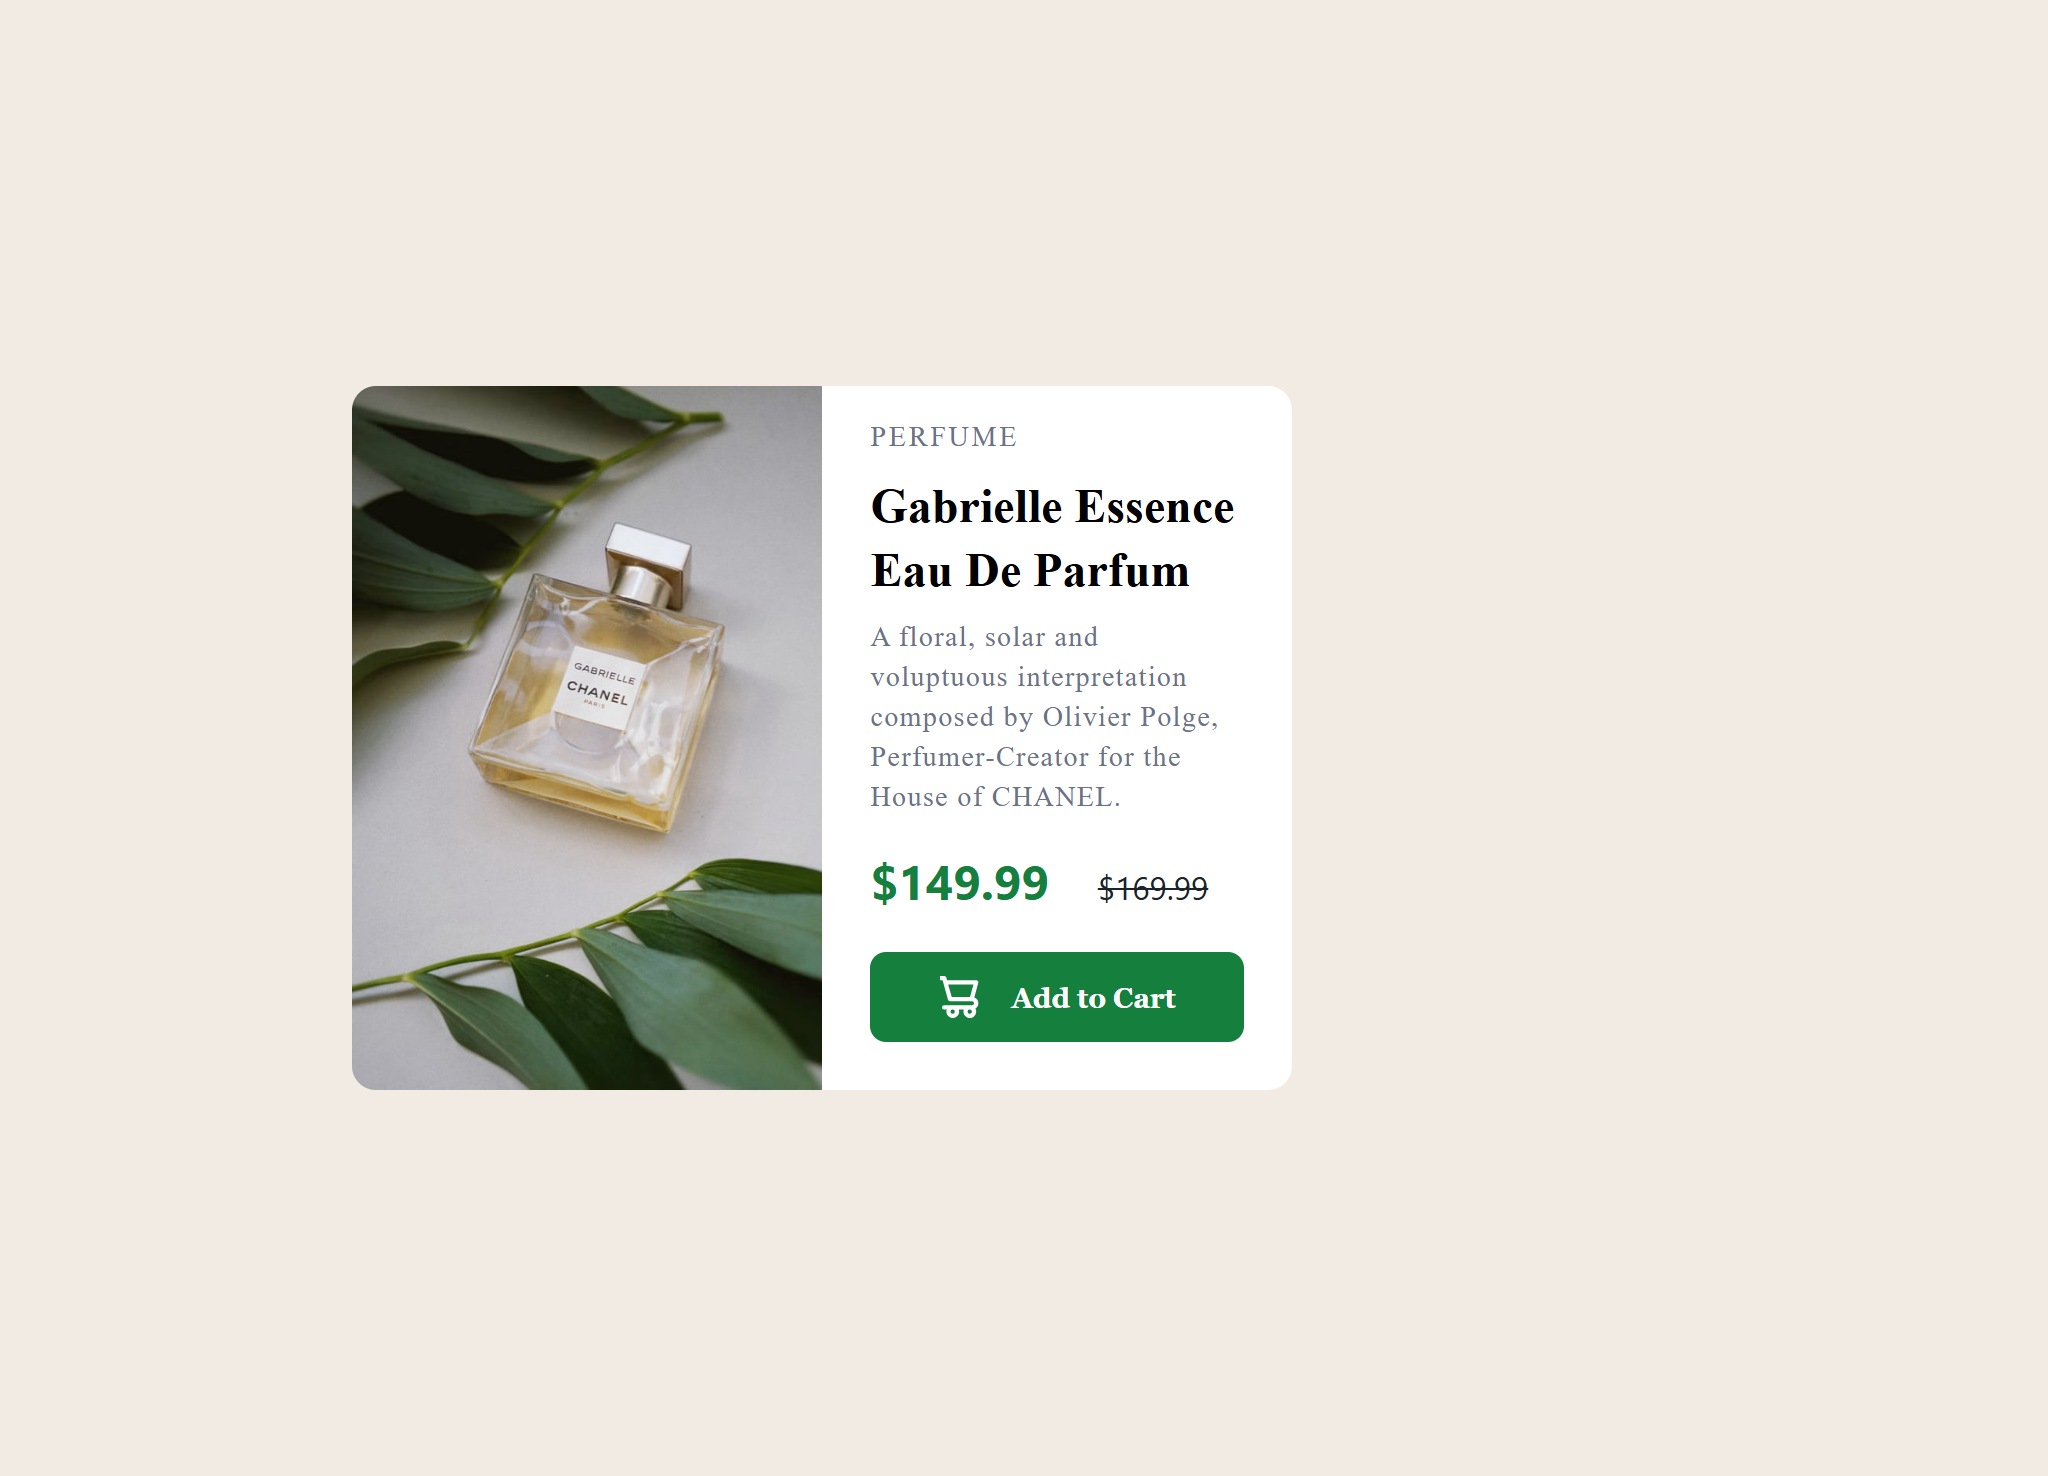 GABRIELLE
CHANEL
PARIS
PERFUME
Gabrielle Essence
Eau De Parfum
A floral, solar and
voluptuous interpretation
composed by Olivier Polge,
Perfumer-Creator for the
House of CHANEL.
$149.99 $169.99
Add to Cart